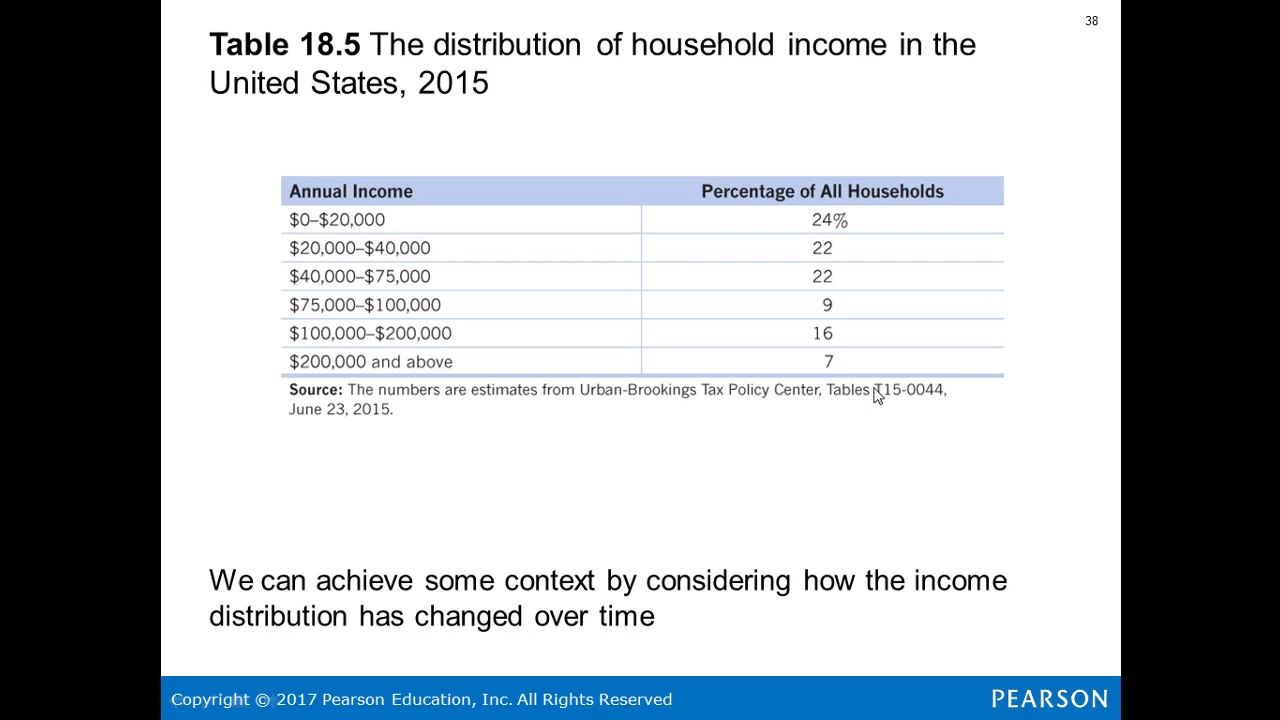 38
Table 18.5 The distribution of household income in the
United States, 2015
Annual Income Percentage of All Households
$0–$20,000 24%
$20,000–$40,000 22
$40,000–$75,000 22
$75,000–$100,000 9
$100,000–$200,000 16
$200,000 and above 7
Source: The numbers are estimates from Urban-Brookings Tax Policy Center, Tables T15-0044,
June 23, 2015.
We can achieve some context by considering how the income
distribution has changed over time
Copyright © 2017 Pearson Education, Inc. All Rights Reserved
PEARSON